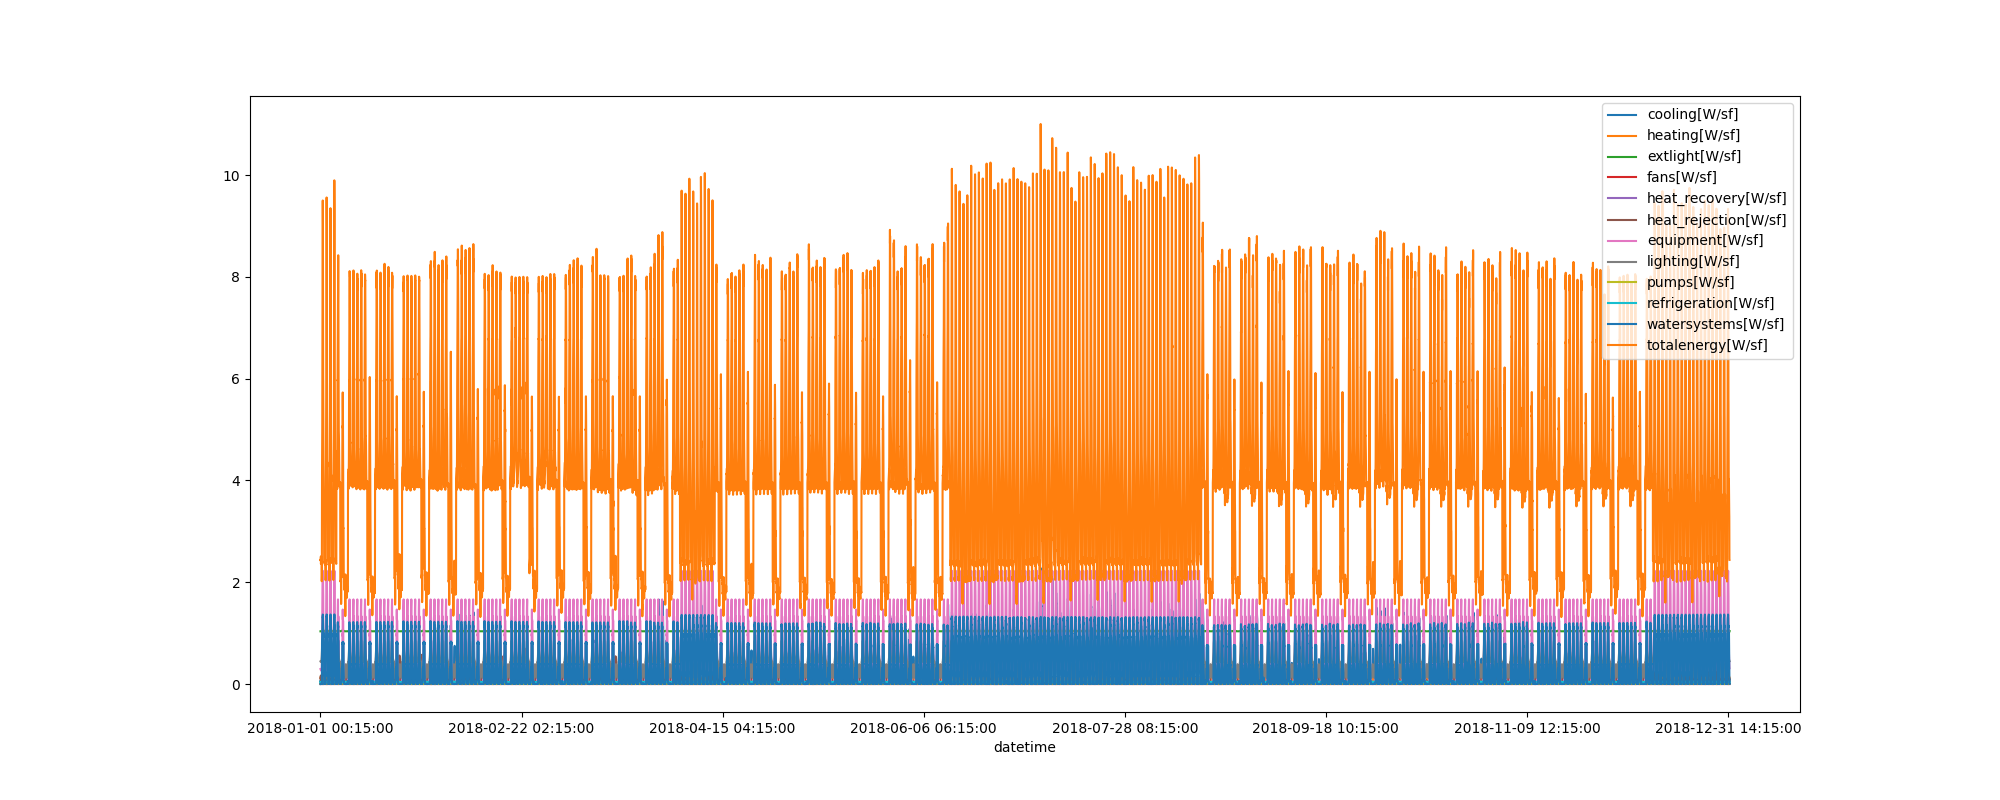 cooling[W/sf]
heating[W/sf]
extlight[W/sf]
fans[W/sf]
heat_recovery[W/sf]
heat_rejection[W/sf]
equipment[W/sf]
lighting[W/sf]
pumps[W/sf]
refrigeration[W/sf]
watersystems[W/sf]
totalenergy[W/sf]
10
8
6
4
2
0
2018-01-01 00:15:00 2018-02-22 02:15:00 2018-04-15 04:15:00 2018-06-06 06:15:00 2018-07-28 08:15:00 2018-09-18 10:15:00 2018-11-09 12:15:00 2018-12-31 14:15:00
datetime